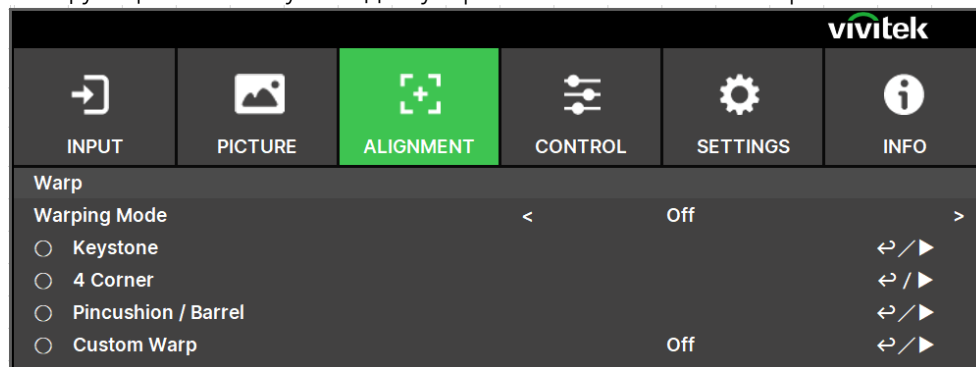 vivitek
INPUT PICTURE ALIGNMENT CONTROL SETTINGS INFO
Warp
Warping Mode < Off >
Keystone
4 Corner
Pincushion / Barrel
Custom Warp Off